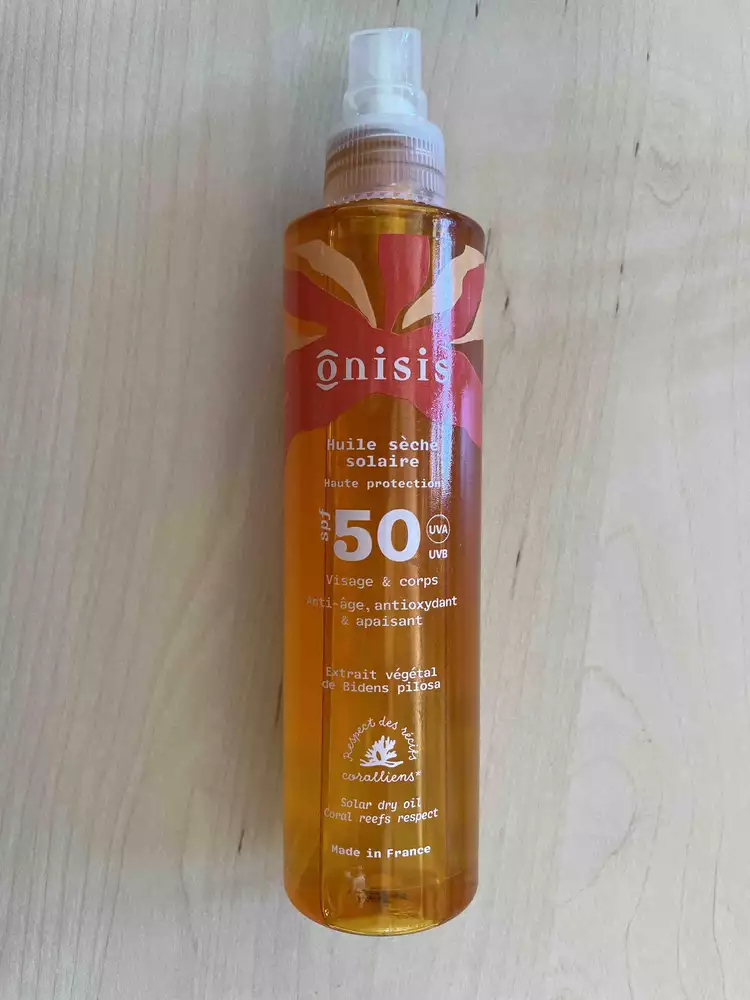 ônisis
Huile sèche
solaire
Haute protection
spf 50 UVA
UVB
Visage & corps
Anti-âge, antioxydant
& apaisant
Extrait végétal
de Bidens pilosa
Respect des récifs
coralliens*
Solar dry oil
Coral reefs respect
Made in France